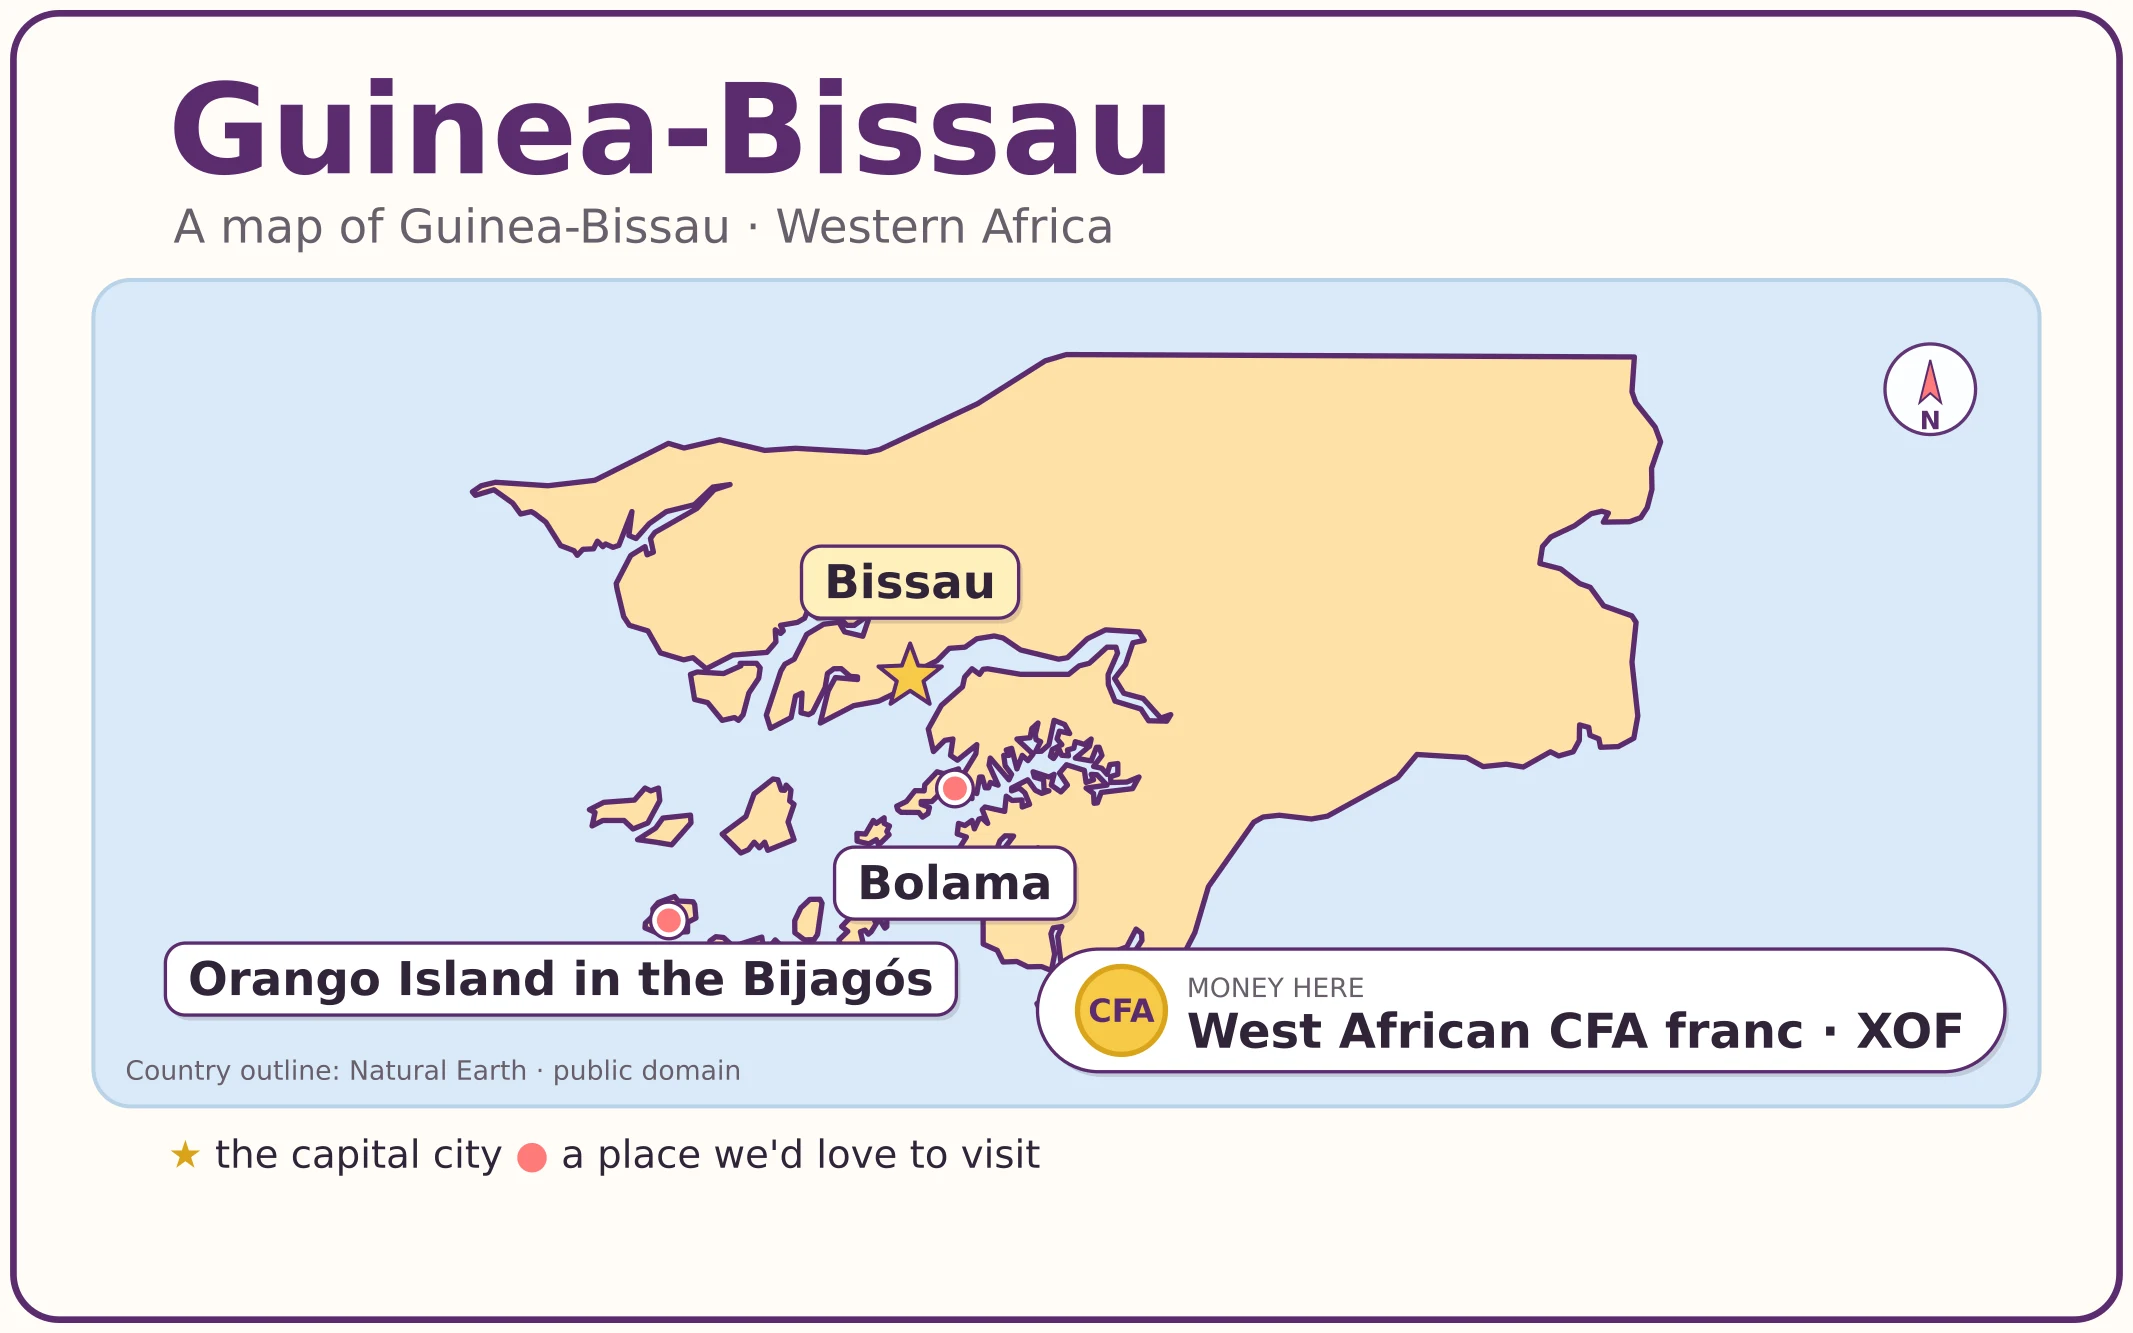 Guinea-Bissau
A map of Guinea-Bissau · Western Africa
N
Bissau
Bolama
Orango Island in the Bijagós
CFA
MONEY HERE
West African CFA franc · XOF
Country outline: Natural Earth · public domain
★ the capital city ● a place we'd love to visit